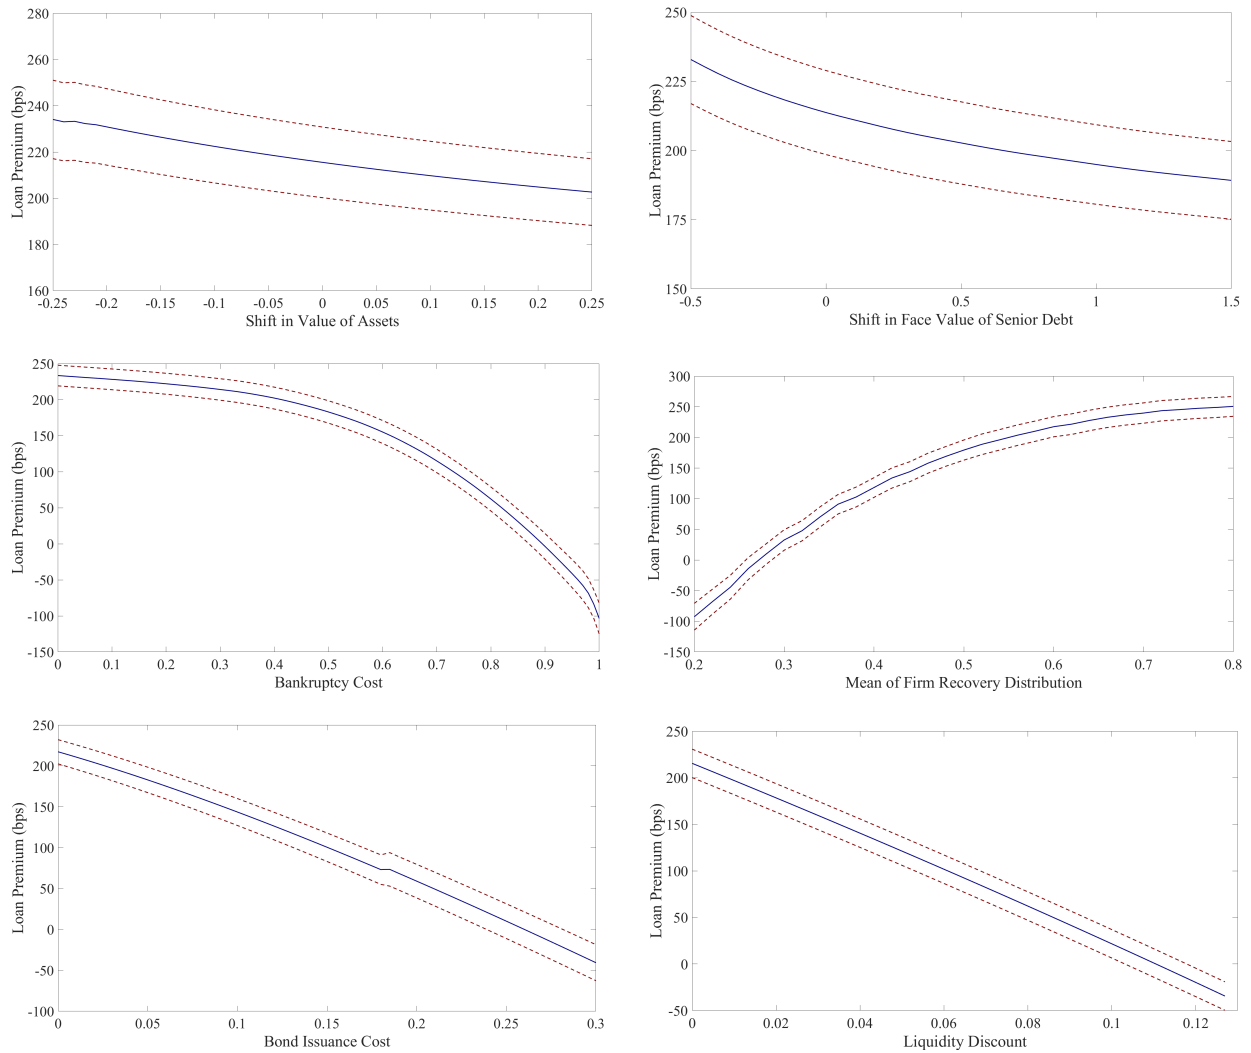 280
260
240
220
200
180
160
Loan Premium (bps)
-0.25 -0.2 -0.15 -0.1 -0.05 0 0.05 0.1 0.15 0.2 0.25
Shift in Value of Assets
250
225
200
175
150
Loan Premium (bps)
-0.5 0 0.5 1 1.5
Shift in Face Value of Senior Debt
250
200
150
100
50
0
-50
-100
-150
Loan Premium (bps)
0 0.1 0.2 0.3 0.4 0.5 0.6 0.7 0.8 0.9 1
Bankruptcy Cost
300
250
200
150
100
50
0
-50
-100
-150
Loan Premium (bps)
0.2 0.3 0.4 0.5 0.6 0.7 0.8
Mean of Firm Recovery Distribution
250
200
150
100
50
0
-50
-100
Loan Premium (bps)
0 0.05 0.1 0.15 0.2 0.25 0.3
Bond Issuance Cost
250
200
150
100
50
0
-50
Loan Premium (bps)
0 0.02 0.04 0.06 0.08 0.1 0.12
Liquidity Discount